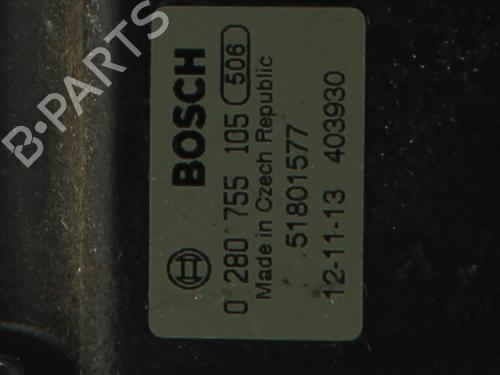 BOSCH
0 280 755 105 506
Made in Czech Republic
51801577
12-11-13 403930
B-PARTS